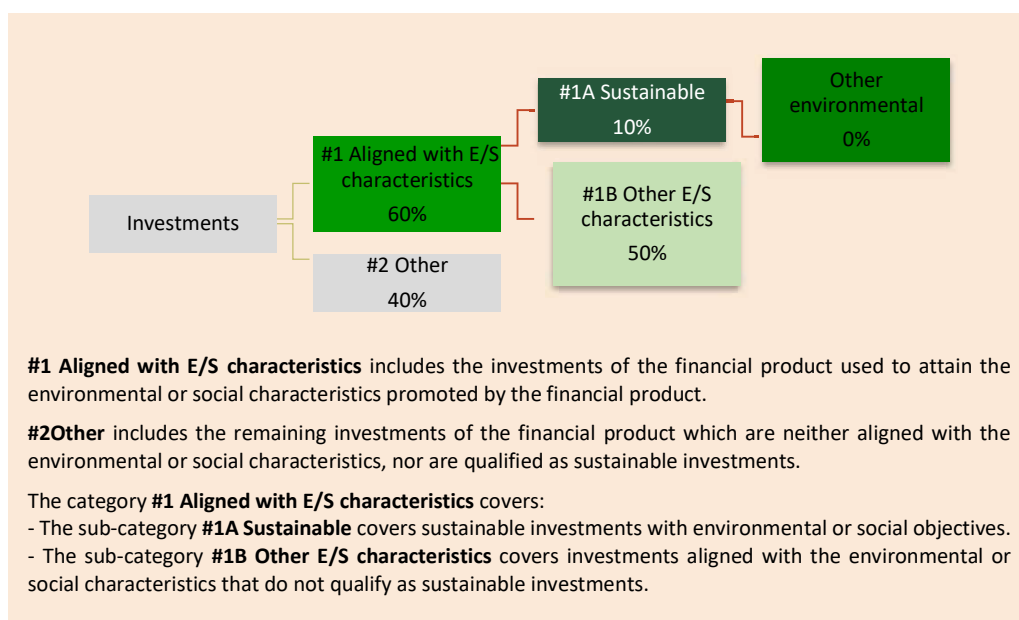 Investments
#1 Aligned with E/S
characteristics
60%
#2 Other
40%
#1A Sustainable
10%
#1B Other E/S
characteristics
50%
Other
environmental
0%
#1 Aligned with E/S characteristics includes the investments of the financial product used to attain the
environmental or social characteristics promoted by the financial product.
#2Other includes the remaining investments of the financial product which are neither aligned with the
environmental or social characteristics, nor are qualified as sustainable investments.
The category #1 Aligned with E/S characteristics covers:
- The sub-category #1A Sustainable covers sustainable investments with environmental or social objectives.
- The sub-category #1B Other E/S characteristics covers investments aligned with the environmental or
social characteristics that do not qualify as sustainable investments.